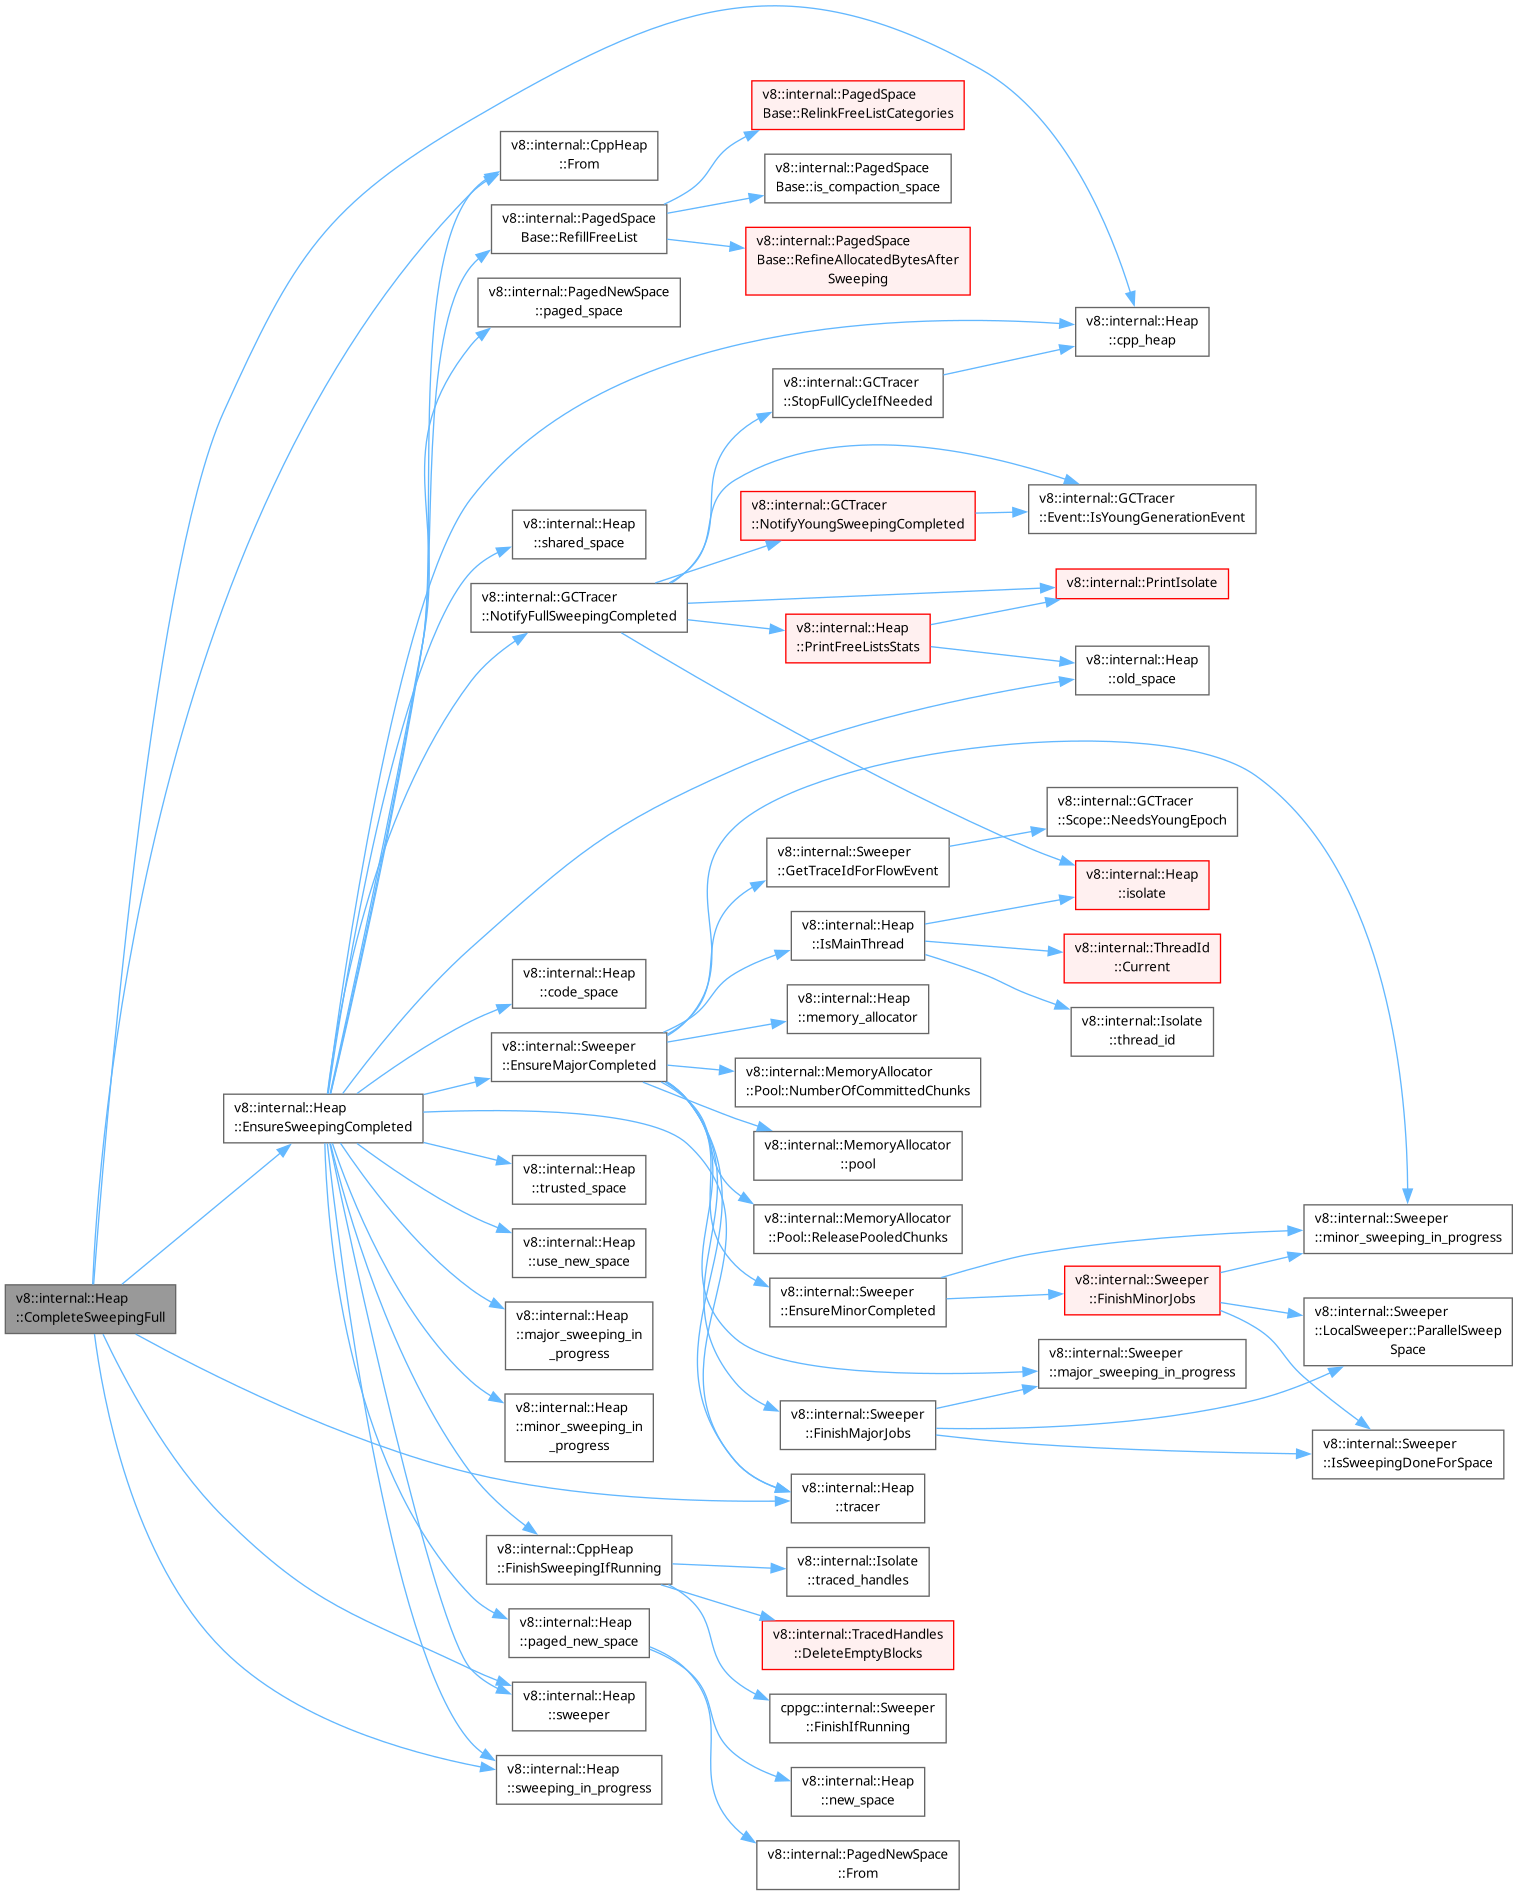 v8::internal::PagedSpace
Base::RelinkFreeListCategories
v8::internal::CppHeap
::From
v8::internal::PagedSpace
Base::is_compaction_space
v8::internal::PagedSpace
Base::RefillFreeList
v8::internal::PagedSpace
Base::RefineAllocatedBytesAfter
Sweeping
v8::internal::PagedNewSpace
::paged_space
v8::internal::Heap
::cpp_heap
v8::internal::GCTracer
::StopFullCycleIfNeeded
v8::internal::GCTracer
::Event::IsYoungGenerationEvent
v8::internal::GCTracer
::NotifyYoungSweepingCompleted
v8::internal::Heap
::shared_space
v8::internal::PrintIsolate
v8::internal::GCTracer
::NotifyFullSweepingCompleted
v8::internal::Heap
::PrintFreeListsStats
v8::internal::Heap
::old_space
v8::internal::GCTracer
::Scope::NeedsYoungEpoch
v8::internal::Sweeper
::GetTraceIdForFlowEvent
v8::internal::Heap
::isolate
v8::internal::Heap
::IsMainThread
v8::internal::ThreadId
::Current
v8::internal::Heap
::code_space
v8::internal::Heap
::memory_allocator
v8::internal::Isolate
::thread_id
v8::internal::Sweeper
::EnsureMajorCompleted
v8::internal::MemoryAllocator
::Pool::NumberOfCommittedChunks
v8::internal::Heap
::EnsureSweepingCompleted
v8::internal::MemoryAllocator
::pool
v8::internal::Heap
::trusted_space
v8::internal::MemoryAllocator
::Pool::ReleasePooledChunks
v8::internal::Sweeper
::minor_sweeping_in_progress
v8::internal::Heap
::use_new_space
v8::internal::Sweeper
::FinishMinorJobs
v8::internal::Sweeper
::EnsureMinorCompleted
v8::internal::Heap
::CompleteSweepingFull
v8::internal::Heap
::major_sweeping_in
_progress
v8::internal::Sweeper
::LocalSweeper::ParallelSweep
Space
v8::internal::Sweeper
::major_sweeping_in_progress
v8::internal::Heap
::minor_sweeping_in
_progress
v8::internal::Sweeper
::FinishMajorJobs
v8::internal::Sweeper
::IsSweepingDoneForSpace
v8::internal::Heap
::tracer
v8::internal::CppHeap
::FinishSweepingIfRunning
v8::internal::Isolate
::traced_handles
v8::internal::Heap
::paged_new_space
v8::internal::TracedHandles
::DeleteEmptyBlocks
v8::internal::Heap
::sweeper
cppgc::internal::Sweeper
::FinishIfRunning
v8::internal::Heap
::sweeping_in_progress
v8::internal::Heap
::new_space
v8::internal::PagedNewSpace
::From